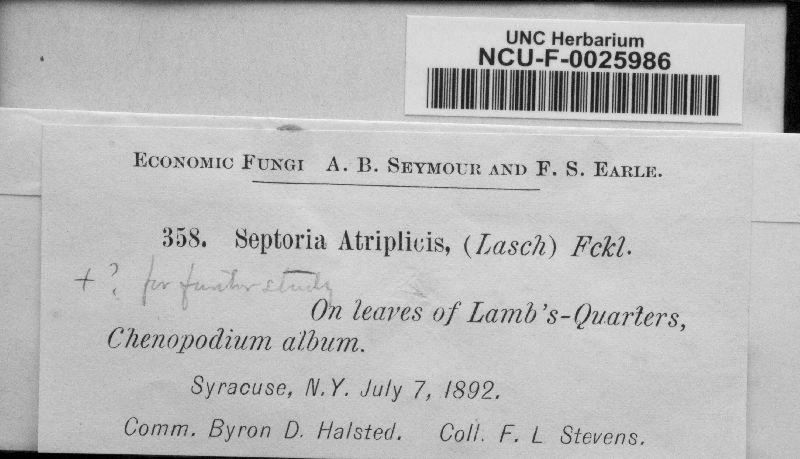 UNC Herbarium
NCU-F-0025986
Economic Fungi A. B. Seymour and F. S. Earle.
358. Septoria Atriplicis, (Lasch) Fckl.
+ ? for further study
On leaves of Lamb's-Quarters,
Chenopodium album.
Syracuse, N.Y. July 7, 1892.
Comm. Byron D. Halsted. Coll. F. L Stevens.